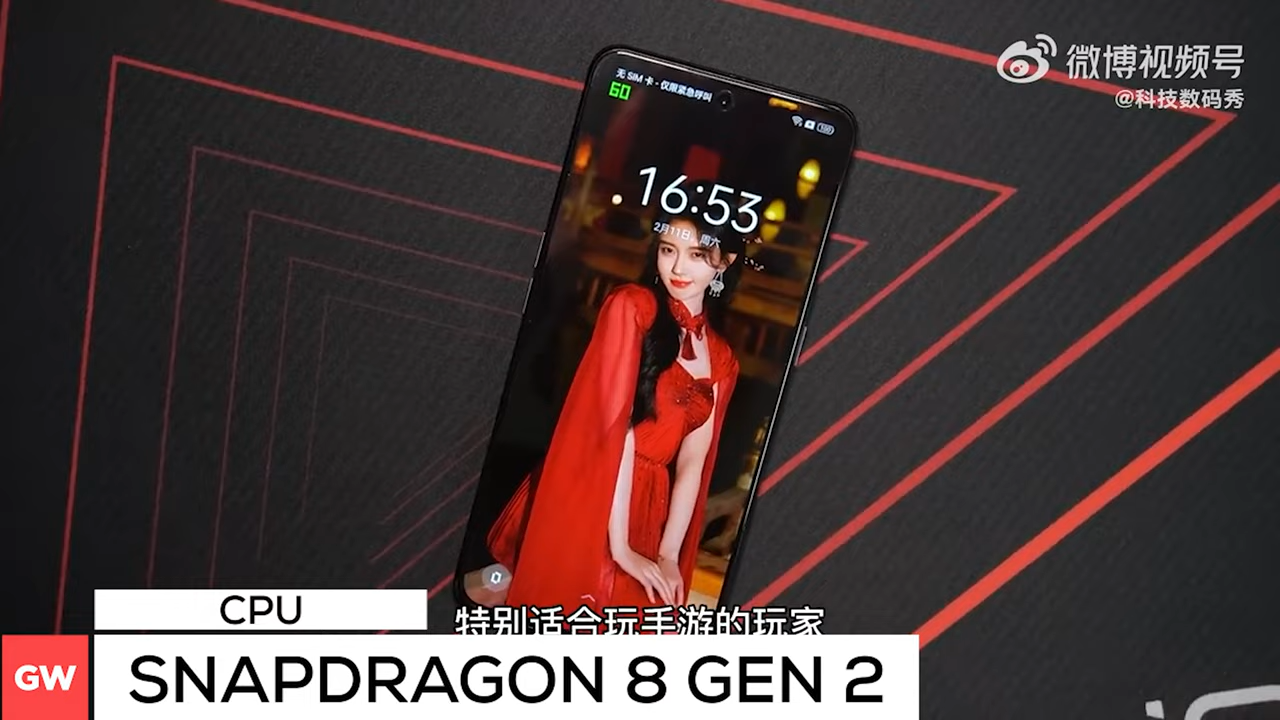 微博视频号
@科技数码秀
无 SIM 卡 - 仅限紧急呼叫
60
100
16:53
2月11日 周六
特别适合玩手游的玩家
CPU
GW
SNAPDRAGON 8 GEN 2